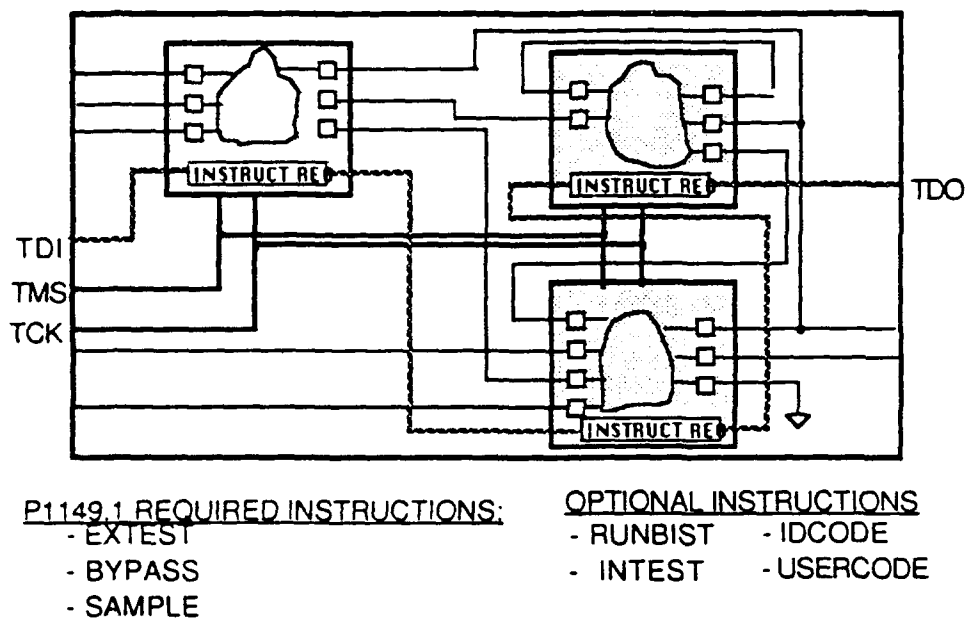 INSTRUCT RE
INSTRUCT RE
TDO
TDI
TMS
TCK
INSTRUCT RE
P1149.1 REQUIRED INSTRUCTIONS;
- EXTEST
- BYPASS
- SAMPLE
OPTIONAL INSTRUCTIONS
- RUNBIST - IDCODE
- INTEST - USERCODE